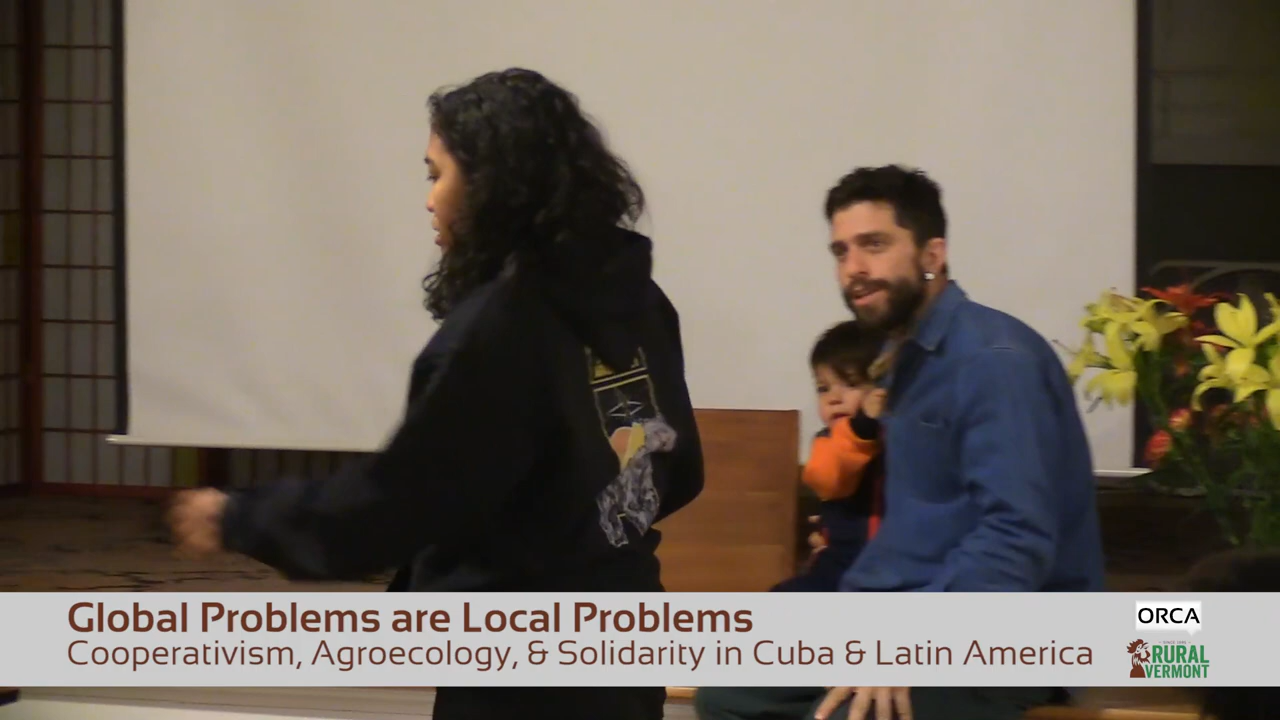 Global Problems are Local Problems
Cooperativism, Agroecology, & Solidarity in Cuba & Latin America
ORCA
RURAL
VERMONT